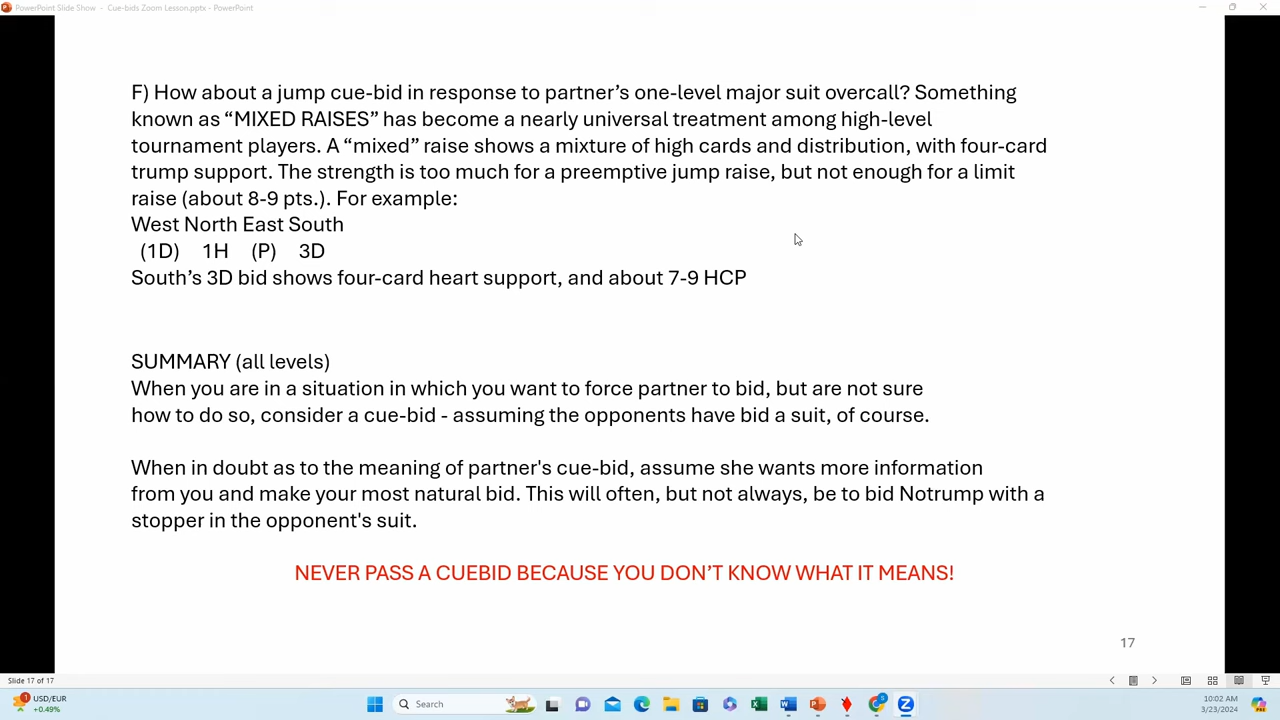 PowerPoint Slide Show - Cue-bids Zoom Lesson.pptx - PowerPoint
F) How about a jump cue-bid in response to partner’s one-level major suit overcall? Something
known as “MIXED RAISES” has become a nearly universal treatment among high-level
tournament players. A “mixed” raise shows a mixture of high cards and distribution, with four-card
trump support. The strength is too much for a preemptive jump raise, but not enough for a limit
raise (about 8-9 pts.). For example:
West North East South
(1D) 1H (P) 3D
South’s 3D bid shows four-card heart support, and about 7-9 HCP
SUMMARY (all levels)
When you are in a situation in which you want to force partner to bid, but are not sure
how to do so, consider a cue-bid - assuming the opponents have bid a suit, of course.
When in doubt as to the meaning of partner's cue-bid, assume she wants more information
from you and make your most natural bid. This will often, but not always, be to bid Notrump with a
stopper in the opponent's suit.
NEVER PASS A CUEBID BECAUSE YOU DON’T KNOW WHAT IT MEANS!
17
Slide 17 of 17
1
USD/EUR
+0.49%
Search
10:02 AM
3/23/2024